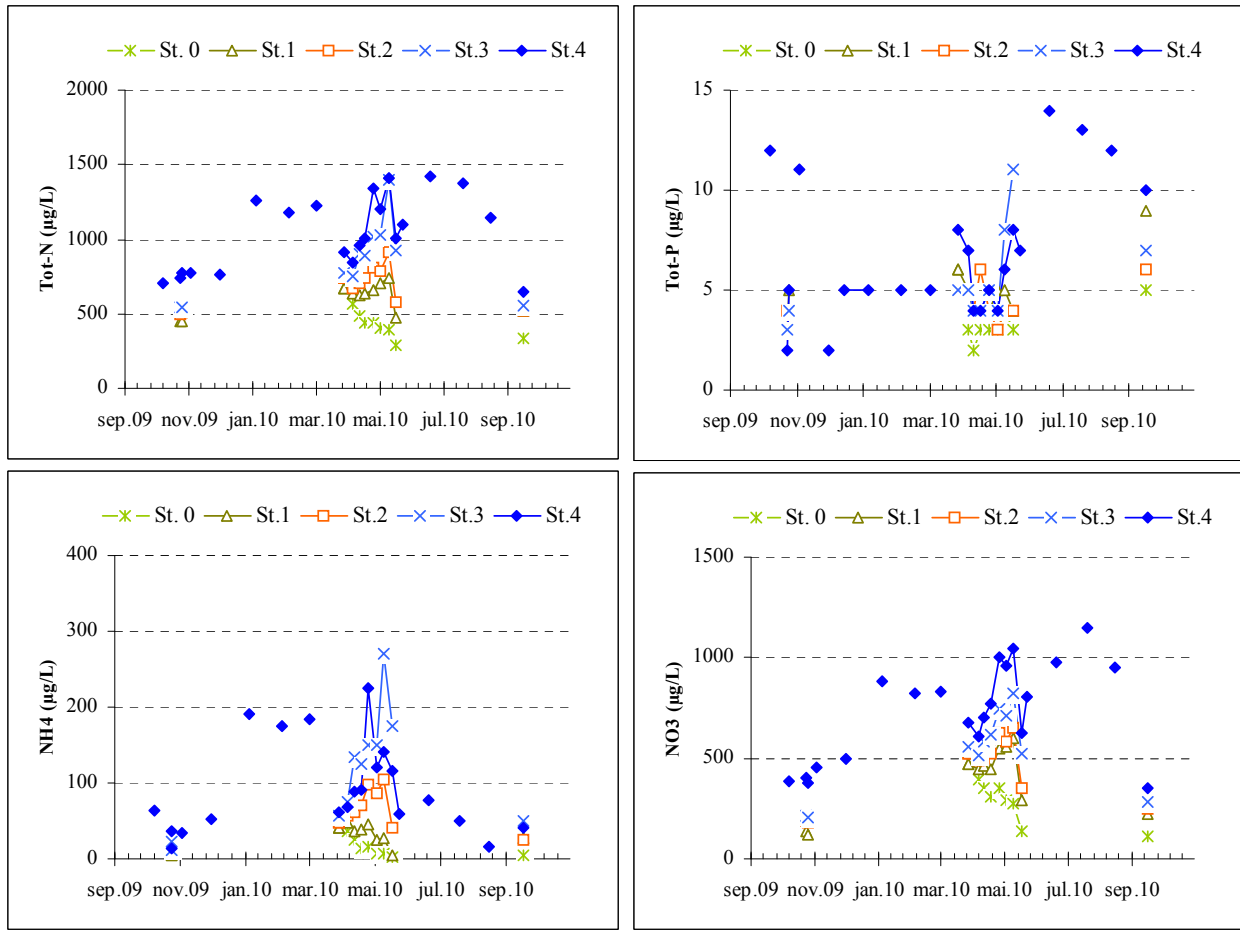 St. 0 St.1 St.2 St.3 St.4
2000
1500
1000
500
0
Tot-N (µg/L)
sep.09 nov.09 jan.10 mar.10 mai.10 jul.10 sep.10
St. 0 St.1 St.2 St.3 St.4
15
10
5
0
Tot-P (µg/L)
sep.09 nov.09 jan.10 mar.10 mai.10 jul.10 sep.10
St. 0 St.1 St.2 St.3 St.4
400
300
200
100
0
NH4 (µg/L)
sep.09 nov.09 jan.10 mar.10 mai.10 jul.10 sep.10
St. 0 St.1 St.2 St.3 St.4
1500
1000
500
0
NO3 (µg/L)
sep.09 nov.09 jan.10 mar.10 mai.10 jul.10 sep.10